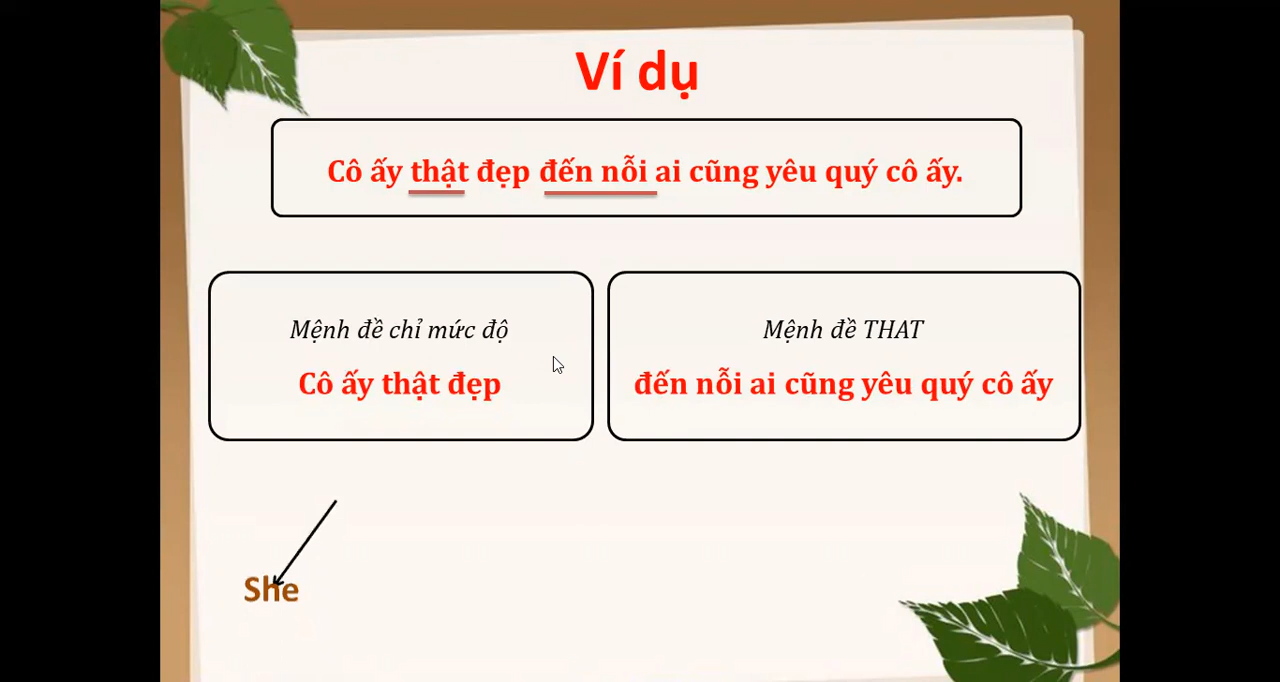 Ví dụ
Cô ấy thật đẹp đến nỗi ai cũng yêu quý cô ấy.
Mệnh đề chỉ mức độ
Cô ấy thật đẹp
Mệnh đề THAT
đến nỗi ai cũng yêu quý cô ấy
She